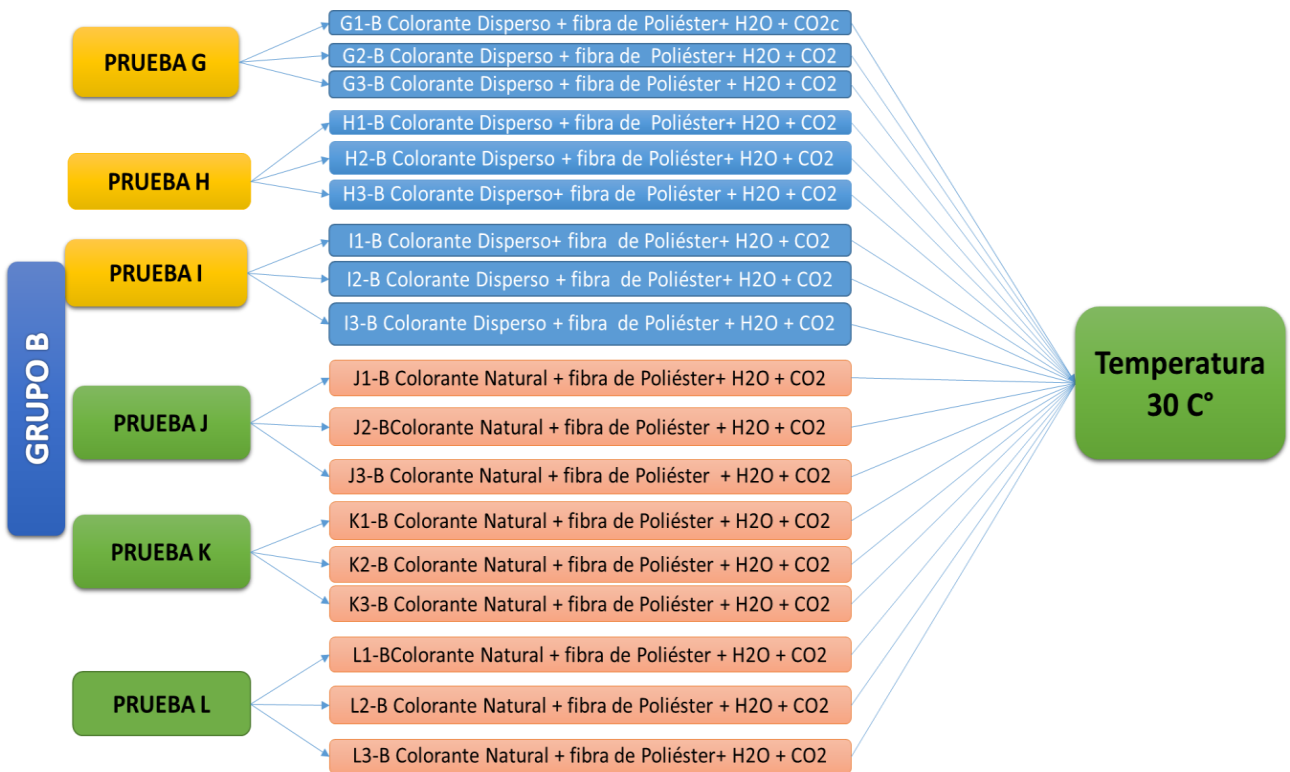 GRUPO B
PRUEBA G
G1-B Colorante Disperso + fibra de Poliéster+ H2O + CO2c
G2-B Colorante Disperso + fibra de Poliéster+ H2O + CO2
G3-B Colorante Disperso + fibra de Poliéster + H2O + CO2
PRUEBA H
H1-B Colorante Disperso + fibra de Poliéster+ H2O + CO2
H2-B Colorante Disperso + fibra de Poliéster+ H2O + CO2
H3-B Colorante Disperso+ fibra de Poliéster + H2O + CO2
PRUEBA I
I1-B Colorante Disperso+ fibra de Poliéster+ H2O + CO2
I2-B Colorante Disperso + fibra de Poliéster + H2O + CO2
I3-B Colorante Disperso + fibra de Poliéster + H2O + CO2
PRUEBA J
J1-B Colorante Natural + fibra de Poliéster+ H2O + CO2
J2-BColorante Natural + fibra de Poliéster + H2O + CO2
J3-B Colorante Natural + fibra de Poliéster + H2O + CO2
PRUEBA K
K1-B Colorante Natural + fibra de Poliéster + H2O + CO2
K2-B Colorante Natural + fibra de Poliéster + H2O + CO2
K3-B Colorante Natural + fibra de Poliéster + H2O + CO2
PRUEBA L
L1-BColorante Natural + fibra de Poliéster + H2O + CO2
L2-B Colorante Natural + fibra de Poliéster + H2O + CO2
L3-B Colorante Natural + fibra de Poliéster+ H2O + CO2
Temperatura
30 C°